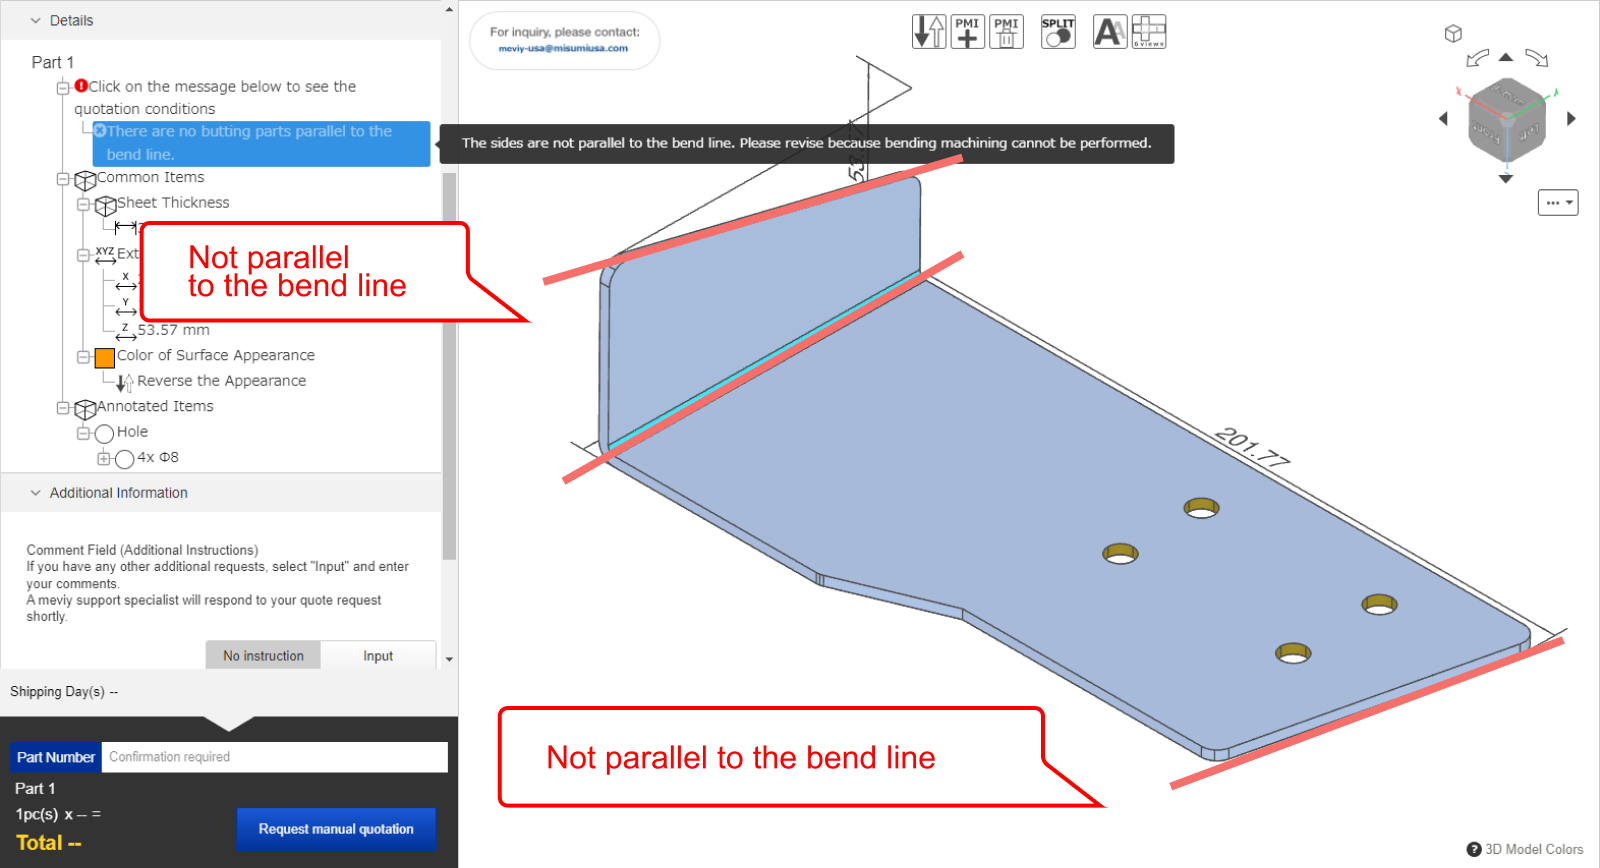 Details
Part 1
Click on the message below to see the
quotation conditions
There are no butting parts parallel to the
bend line.
Common Items
Sheet Thickness
XYZ Ext
X
Y
Z 53.57 mm
Color of Surface Appearance
Reverse the Appearance
Annotated Items
Hole
4x Φ8
Additional Information
Comment Field (Additional Instructions)
If you have any other additional requests, select "Input" and enter
your comments.
A meviy support specialist will respond to your quote request
shortly.
No instruction Input
Shipping Day(s) --
Part Number Confirmation required
Part 1
1pc(s) x -- =
Total --
Request manual quotation
For inquiry, please contact:
meviy-usa@misumiusa.com
PMI
PMI
SPLIT
AA
6views
The sides are not parallel to the bend line. Please revise because bending machining cannot be performed.
Not parallel
to the bend line
201.77
Not parallel to the bend line
X
Front
? 3D Model Colors